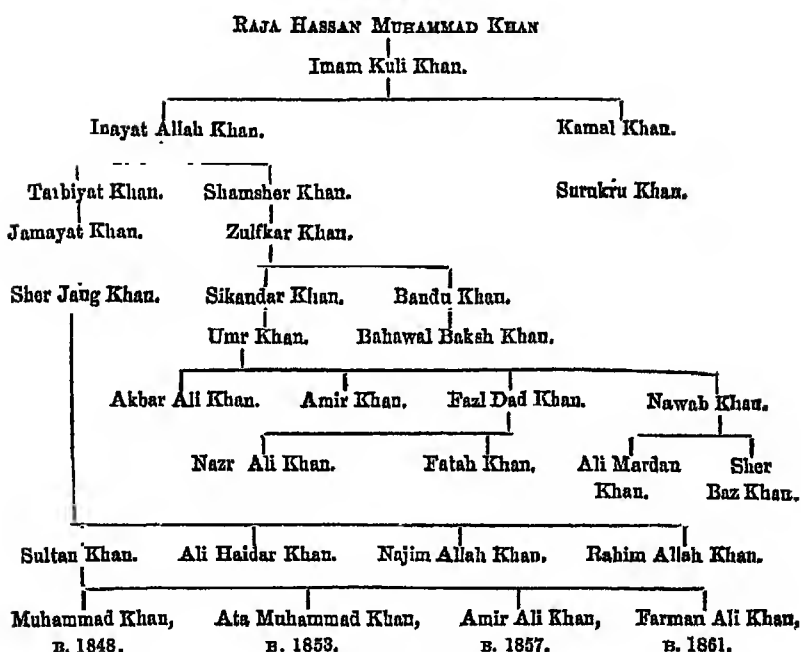 RAJA HASSAN MUHAMMAD KHAN
Imam Kuli Khan.
Inayat Allah Khan. Kamal Khan.
Tarbiyat Khan. Shamsher Khan. Surukru Khan.
Jamayat Khan. Zulfkar Khan.
Sher Jang Khan. Sikandar Khan. Bandu Khan.
Umr Khan. Bahawal Baksh Khan.
Akbar Ali Khan. Amir Khan. Fazl Dad Khan. Nawab Khan.
Nazr Ali Khan. Fatah Khan. Ali Mardan Sher
Khan. Baz Khan.
Sultan Khan. Ali Haidar Khan. Najim Allah Khan. Rahim Allah Khan.
Muhammad Khan, Ata Muhammad Khan, Amir Ali Khan, Farman Ali Khan,
B. 1848. B. 1853. B. 1857. B. 1861.